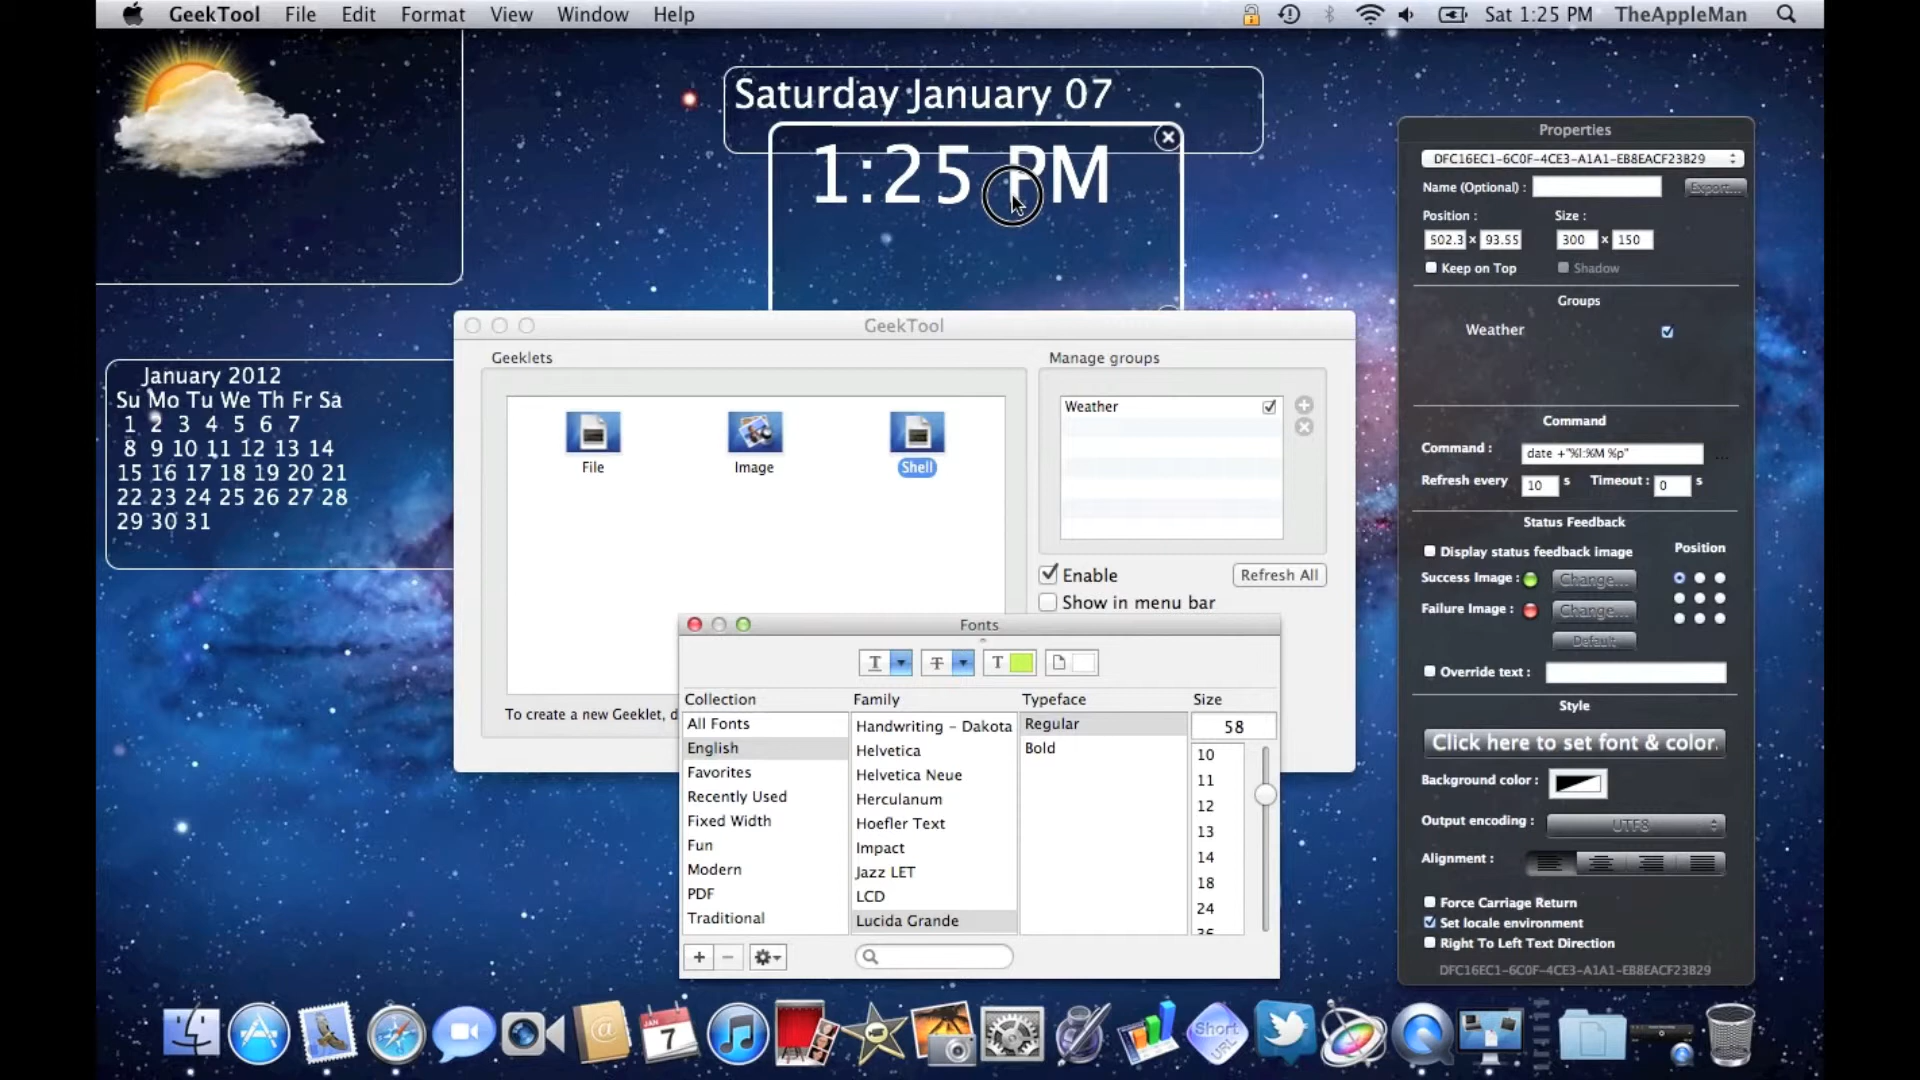 GeekTool File Edit Format View Window Help Sat 1:25 PM TheAppleMan
Saturday January 07
1:25 PM
January 2012
Su Mo Tu We Th Fr Sa
1 2 3 4 5 6 7
8 9 10 11 12 13 14
15 16 17 18 19 20 21
22 23 24 25 26 27 28
29 30 31
GeekTool
Geeklets
File Image Shell
To create a new Geeklet, d
Manage groups
Weather
Enable
Refresh All
Show in menu bar
Fonts
Collection Family Typeface Size
All Fonts
English
Favorites
Recently Used
Fixed Width
Fun
Modern
PDF
Traditional
Handwriting - Dakota
Helvetica
Helvetica Neue
Herculanum
Hoefler Text
Impact
Jazz LET
LCD
Lucida Grande
Regular
Bold
58
10
11
12
13
14
18
24
36
Properties
DFC16EC1-6C0F-4CE3-A1A1-EB8EACF23B29
Name (Optional) : Export...
Position : Size :
502.3 x 93.55 300 x 150
Keep on Top Shadow
Groups
Weather
Command
Command : date +"%l:%M %p" ...
Refresh every 10 s Timeout : 0 s
Status Feedback
Display status feedback image Position
Success Image : Change...
Failure Image : Change...
Default
Override text :
Style
Click here to set font & color.
Background color :
Output encoding : UTF8
Alignment :
Force Carriage Return
Set locale environment
Right To Left Text Direction
DFC16EC1-6C0F-4CE3-A1A1-EB8EACF23B29
JAN
7
Short
URL